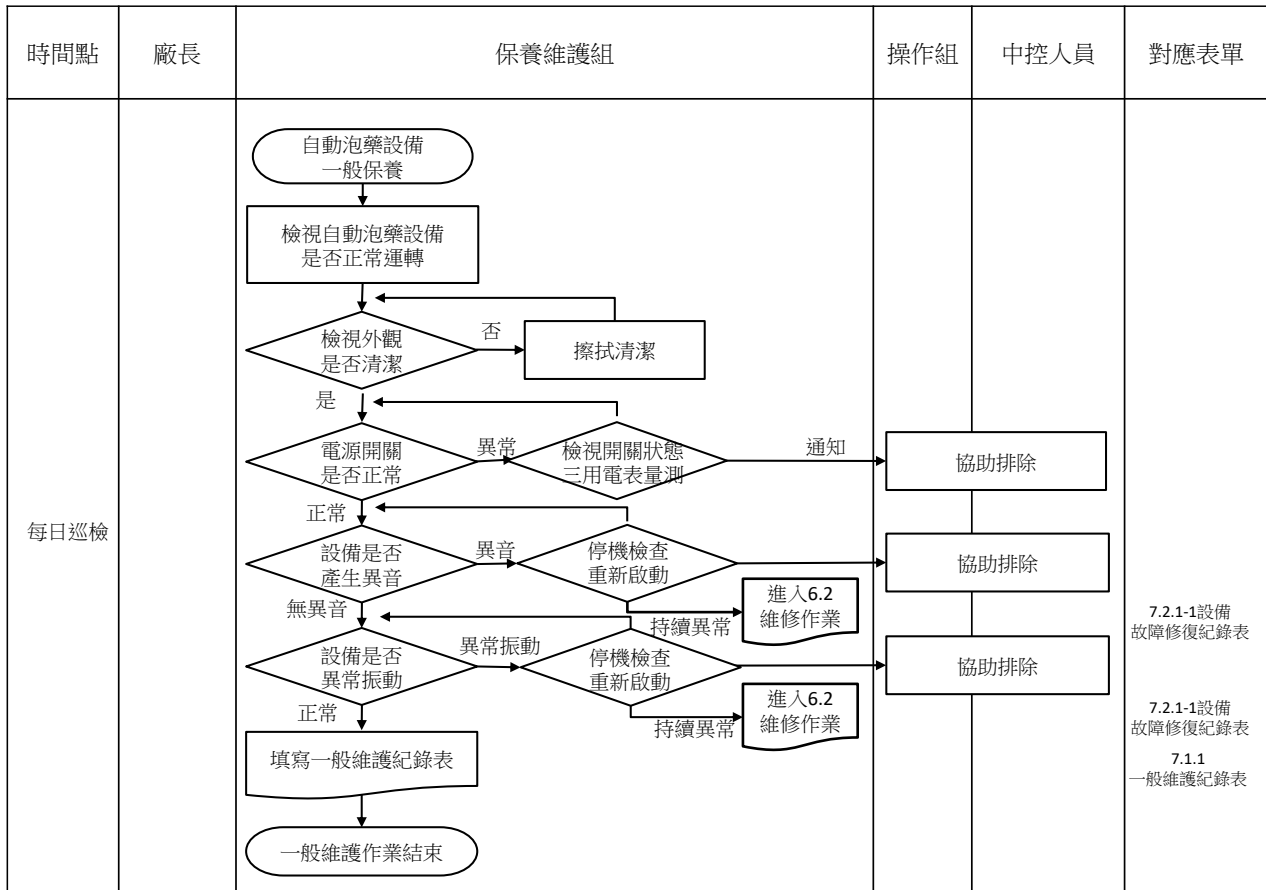 時間點
廠長
保養維護組
操作組
中控人員
對應表單
自動泡藥設備
一般保養
檢視自動泡藥設備
是否正常運轉
檢視外觀
是否清潔
否
擦拭清潔
是
電源開關
是否正常
異常
檢視開關狀態
三用電表量測
通知
協助排除
正常
每日巡檢
設備是否
產生異音
異音
停機檢查
重新啟動
協助排除
無異音
持續異常
進入6.2
維修作業
7.2.1-1設備
故障修復紀錄表
設備是否
異常振動
異常振動
停機檢查
重新啟動
協助排除
正常
持續異常
進入6.2
維修作業
7.2.1-1設備
故障修復紀錄表
填寫一般維護紀錄表
7.1.1
一般維護紀錄表
一般維護作業結束